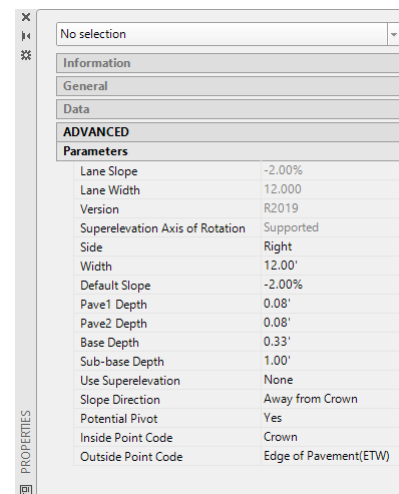 No selection
Information
General
Data
ADVANCED
Parameters
Lane Slope -2.00%
Lane Width 12.000
Version R2019
Superelevation Axis of Rotation Supported
Side Right
Width 12.00'
Default Slope -2.00%
Pave1 Depth 0.08'
Pave2 Depth 0.08'
Base Depth 0.33'
Sub-base Depth 1.00'
Use Superelevation None
Slope Direction Away from Crown
Potential Pivot Yes
Inside Point Code Crown
Outside Point Code Edge of Pavement(ETW)
PROPERTIES